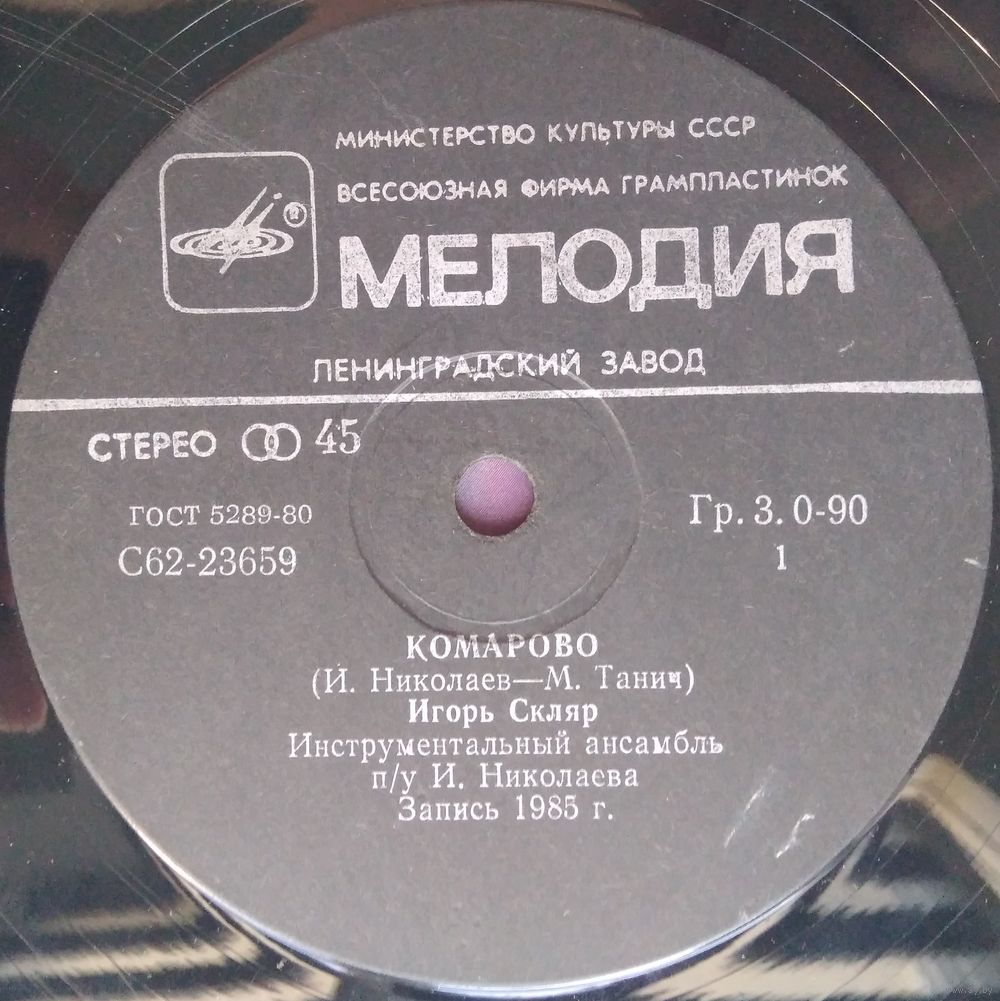 МИНИСТЕРСТВО КУЛЬТУРЫ СССР
ВСЕСОЮЗНАЯ ФИРМА ГРАМПЛАСТИНОК
®
МЕЛОДИЯ
ЛЕНИНГРАДСКИЙ ЗАВОД
СТЕРЕО 45
ГОСТ 5289-80
С62-23659
Гр. 3. 0-90
1
КОМАРОВО
(И. Николаев—М. Танич)
Игорь Скляр
Инструментальный ансамбль
п/у И. Николаева
Запись 1985 г.